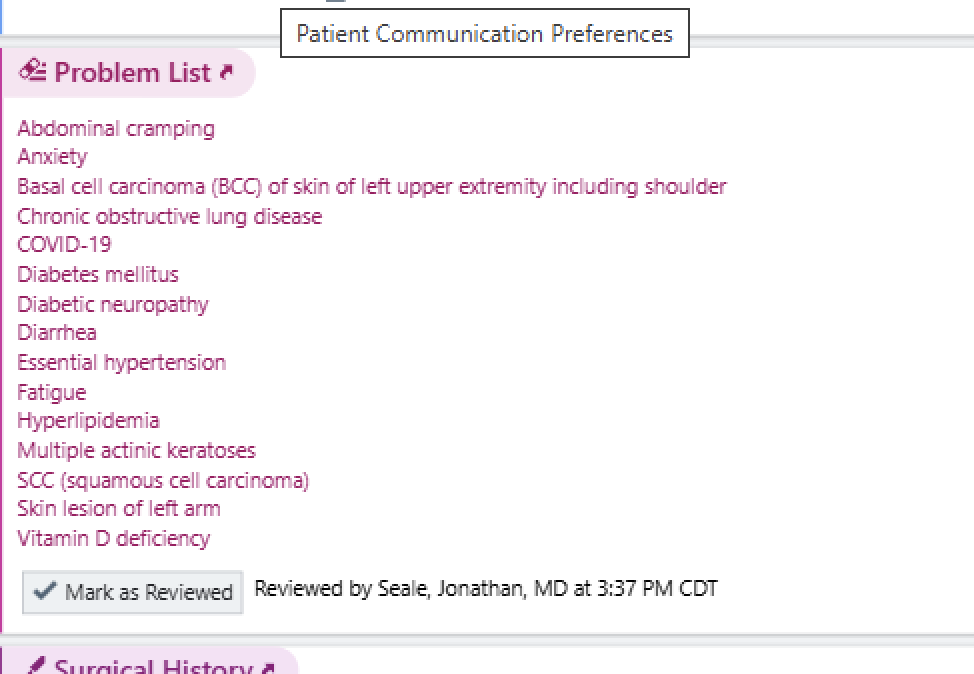 Patient Communication Preferences
Problem List
Abdominal cramping
Anxiety
Basal cell carcinoma (BCC) of skin of left upper extremity including shoulder
Chronic obstructive lung disease
COVID-19
Diabetes mellitus
Diabetic neuropathy
Diarrhea
Essential hypertension
Fatigue
Hyperlipidemia
Multiple actinic keratoses
SCC (squamous cell carcinoma)
Skin lesion of left arm
Vitamin D deficiency
Mark as Reviewed Reviewed by Seale, Jonathan, MD at 3:37 PM CDT
Surgical History